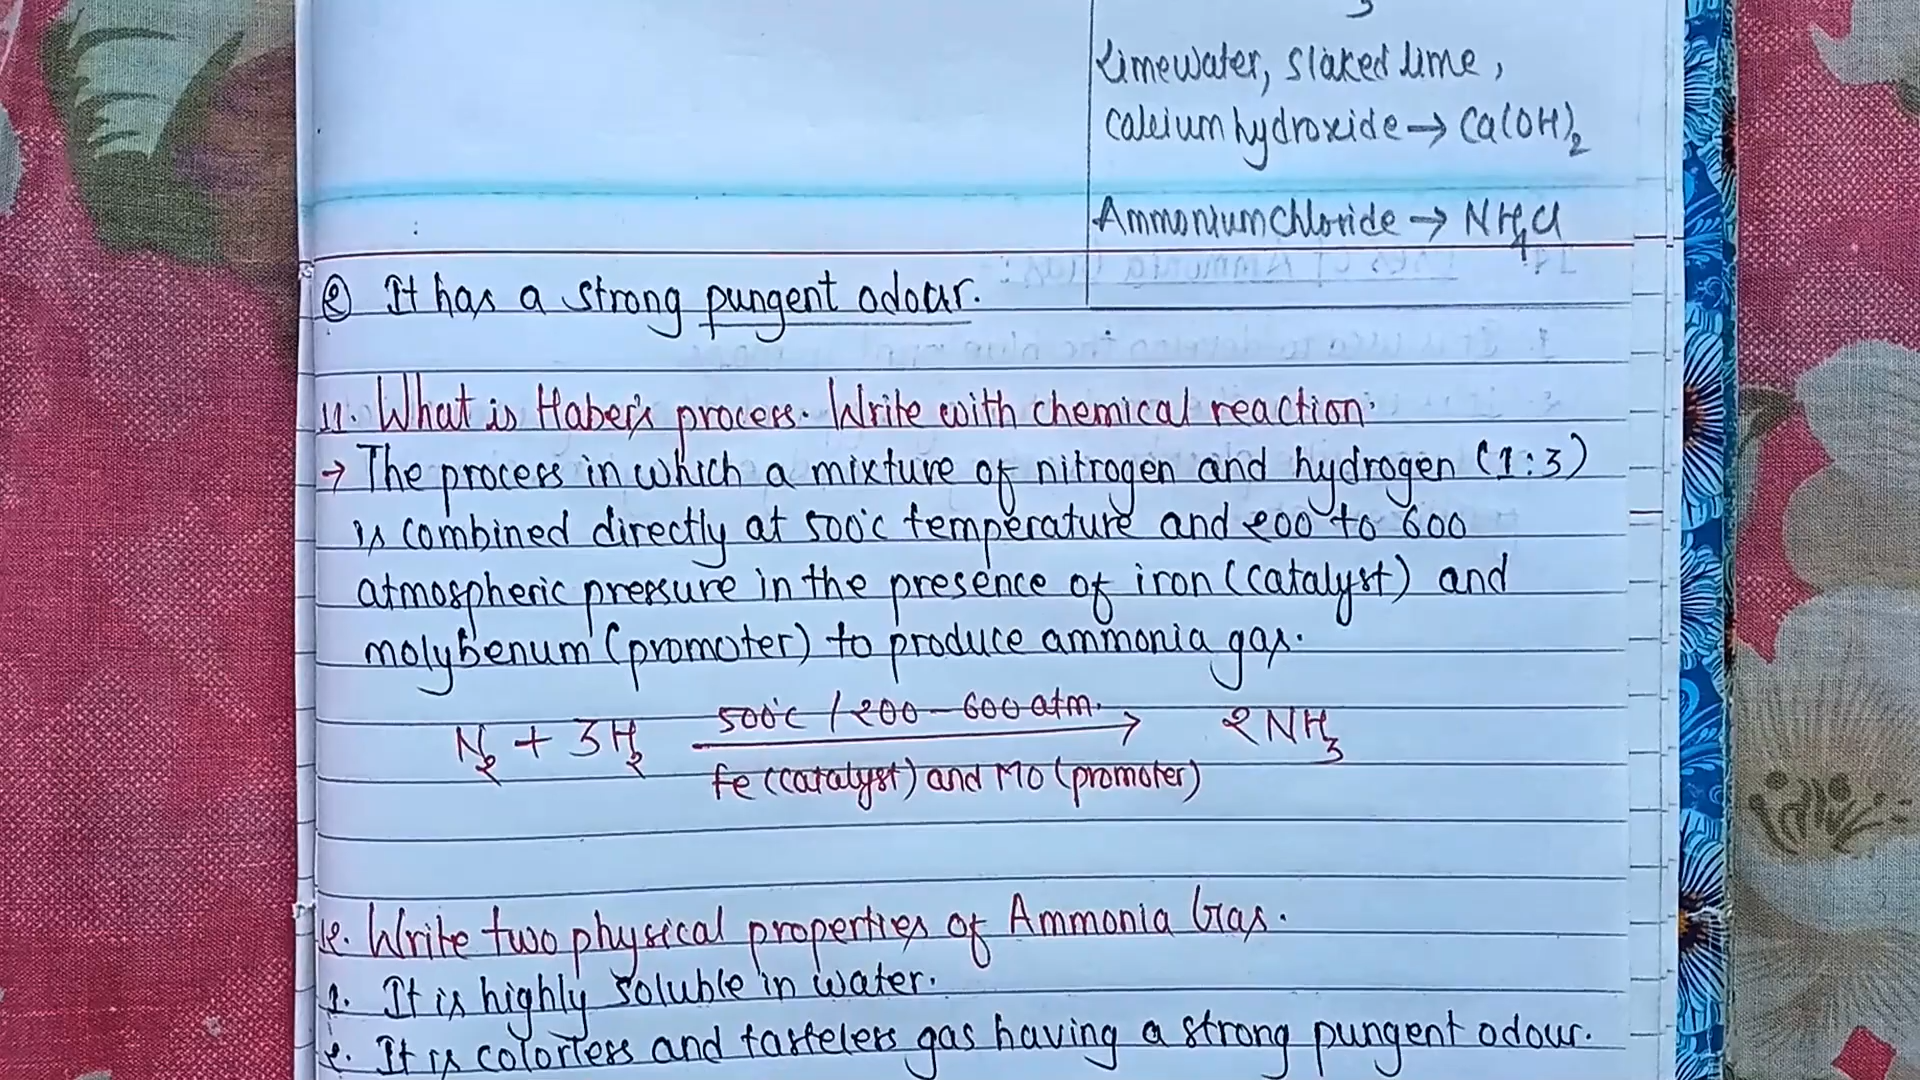 limewater, slaked lime,
calcium hydroxide → Ca(OH)₂
Ammonium Chloride → NH₄Cl
② It has a strong pungent odour.
11. What is Haber's process. Write with chemical reaction.
→ The process in which a mixture of nitrogen and hydrogen (1:3)
is combined directly at 500°c temperature and 200 to 600
atmospheric pressure in the presence of iron (catalyst) and
molybenum (promoter) to produce ammonia gas.
500°c / 200 - 600 atm.
N₂ + 3H₂ → 2NH₃
Fe (catalyst) and Mo (promoter)
12. Write two physical properties of Ammonia Gas.
1. It is highly soluble in water.
2. It is colorless and tasteless gas having a strong pungent odour.